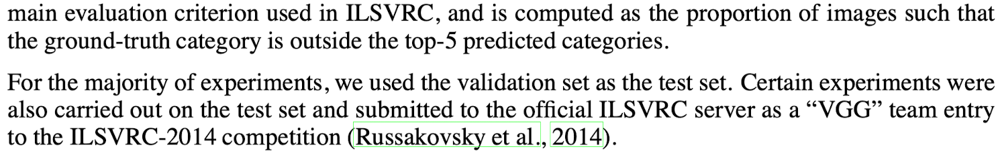 main evaluation criterion used in ILSVRC, and is computed as the proportion of images such that
the ground-truth category is outside the top-5 predicted categories.
For the majority of experiments, we used the validation set as the test set. Certain experiments were
also carried out on the test set and submitted to the official ILSVRC server as a “VGG” team entry
to the ILSVRC-2014 competition (Russakovsky et al., 2014).